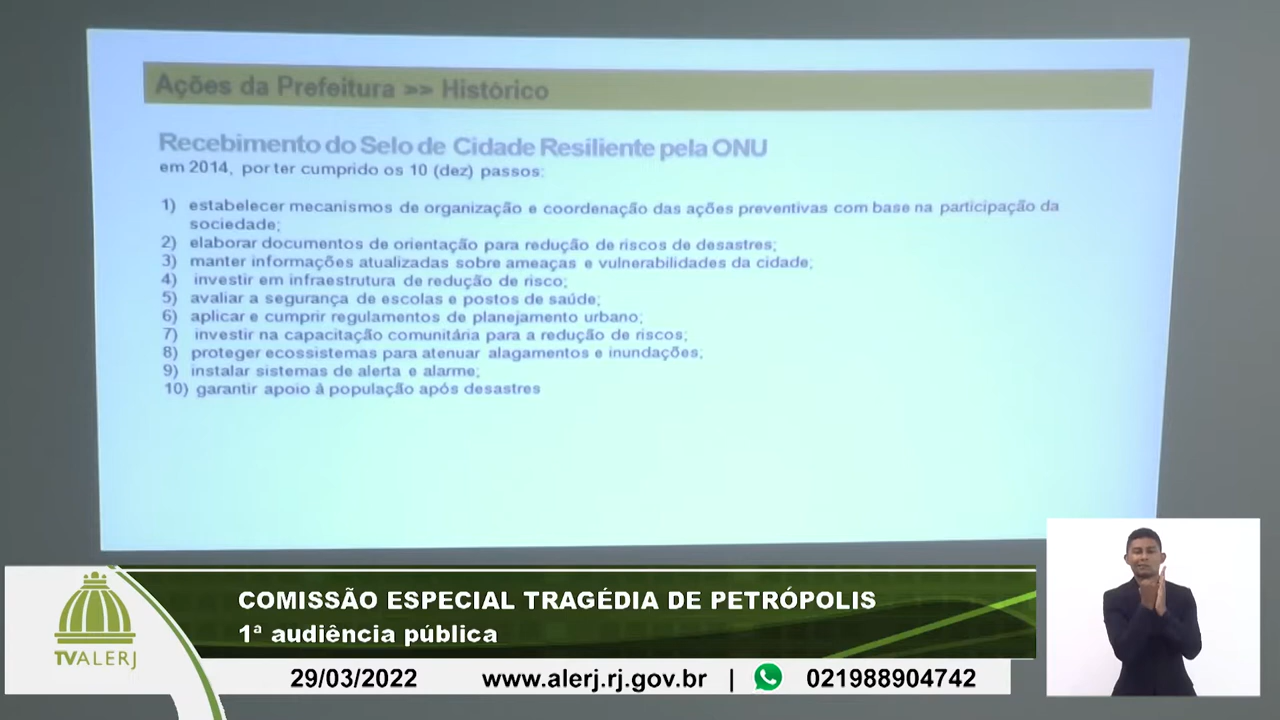 Ações da Prefeitura >> Histórico
Recebimento do Selo de Cidade Resiliente pela ONU
em 2014, por ter cumprido os 10 (dez) passos:
1) estabelecer mecanismos de organização e coordenação das ações preventivas com base na participação da
sociedade;
2) elaborar documentos de orientação para redução de riscos de desastres;
3) manter informações atualizadas sobre ameaças e vulnerabilidades da cidade;
4) investir em infraestrutura de redução de risco;
5) avaliar a segurança de escolas e postos de saúde;
6) aplicar e cumprir regulamentos de planejamento urbano;
7) investir na capacitação comunitária para a redução de riscos;
8) proteger ecossistemas para atenuar alagamentos e inundações;
9) instalar sistemas de alerta e alarme;
10) garantir apoio à população após desastres
COMISSÃO ESPECIAL TRAGÉDIA DE PETRÓPOLIS
1ª audiência pública
TVALERJ
29/03/2022 www.alerj.rj.gov.br | 021988904742